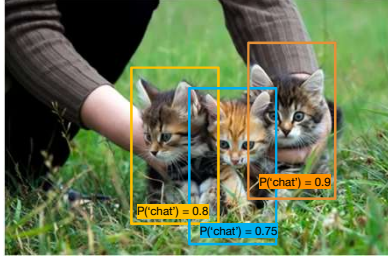 P('chat') = 0.9
P('chat') = 0.8
P('chat') = 0.75